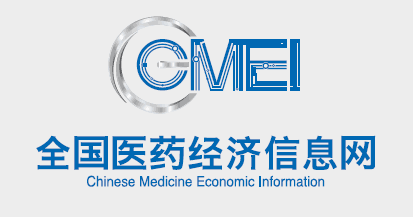 CMEI
全国医药经济信息网
Chinese Medicine Economic Information